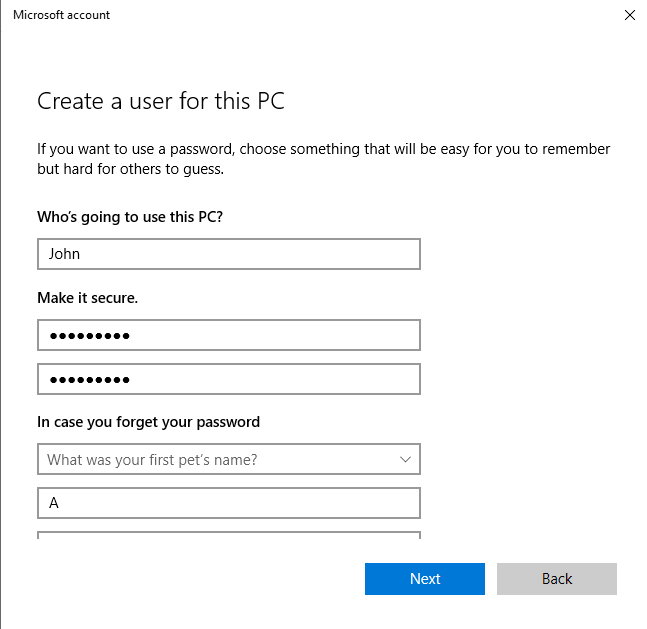 Microsoft account
Create a user for this PC
If you want to use a password, choose something that will be easy for you to remember
but hard for others to guess.
Who's going to use this PC?
John
Make it secure.
●●●●●●●●●
●●●●●●●●●
In case you forget your password
What was your first pet's name?
A
Next
Back